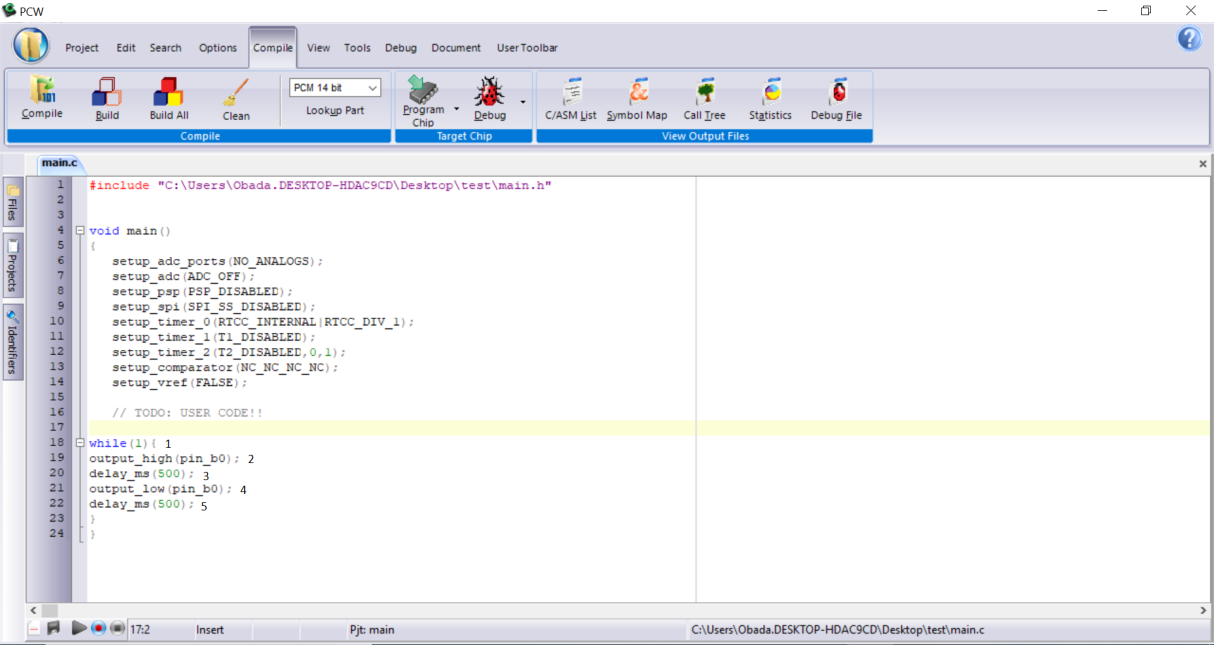 PCW
Project Edit Search Options Compile View Tools Debug Document User Toolbar
Compile Build Build All Clean
PCM 14 bit
Lookup Part
Program Chip Debug
C/ASM List Symbol Map Call Tree Statistics Debug File
Compile Target Chip View Output Files
main.c
Files
Projects
Identifiers
1 #include "C:\Users\Obada.DESKTOP-HDAC9CD\Desktop\test\main.h"
2
3
4 void main()
5 {
6 setup_adc_ports(NO_ANALOGS);
7 setup_adc(ADC_OFF);
8 setup_psp(PSP_DISABLED);
9 setup_spi(SPI_SS_DISABLED);
10 setup_timer_0(RTCC_INTERNAL|RTCC_DIV_1);
11 setup_timer_1(T1_DISABLED);
12 setup_timer_2(T2_DISABLED,0,1);
13 setup_comparator(NC_NC_NC_NC);
14 setup_vref(FALSE);
15
16 // TODO: USER CODE!!
17
18 while(1){ 1
19 output_high(pin_b0); 2
20 delay_ms(500); 3
21 output_low(pin_b0); 4
22 delay_ms(500); 5
23 }
24 }
17:2 Insert Pjt: main C:\Users\Obada.DESKTOP-HDAC9CD\Desktop\test\main.c